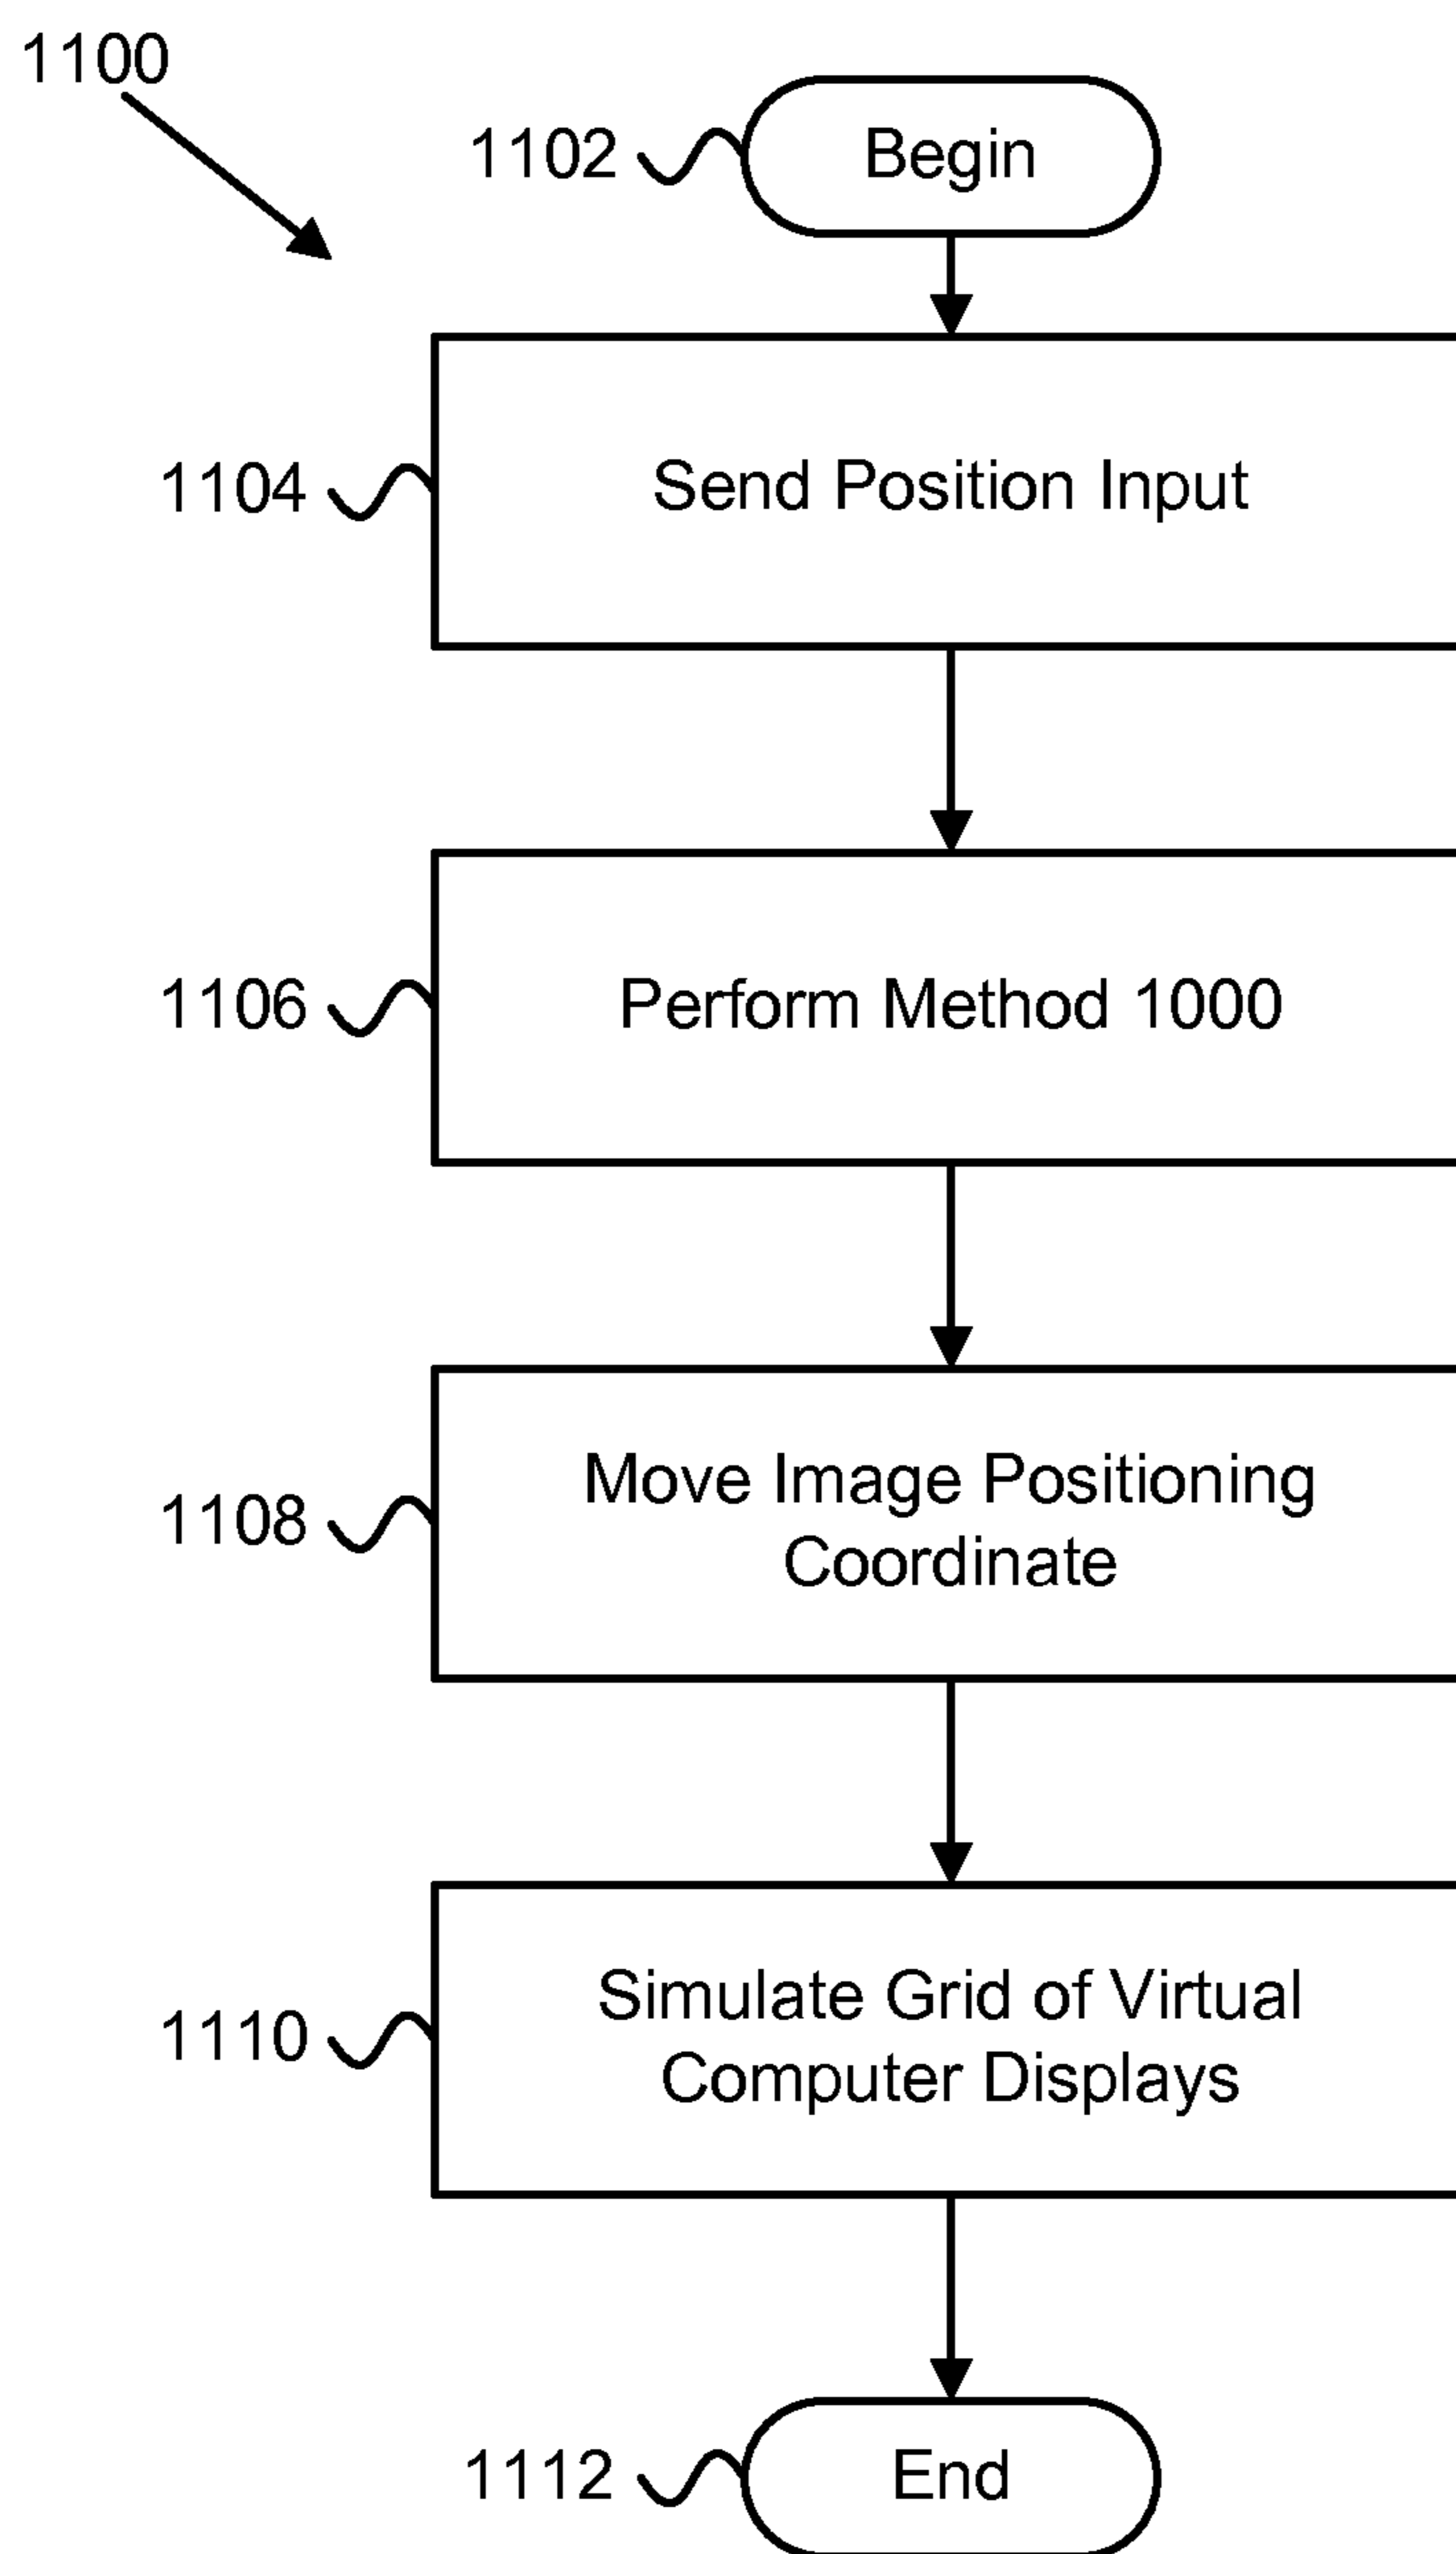 1100
1102
Begin
1104
Send Position Input
1106
Perform Method 1000
1108
Move Image Positioning
Coordinate
1110
Simulate Grid of Virtual
Computer Displays
1112
End